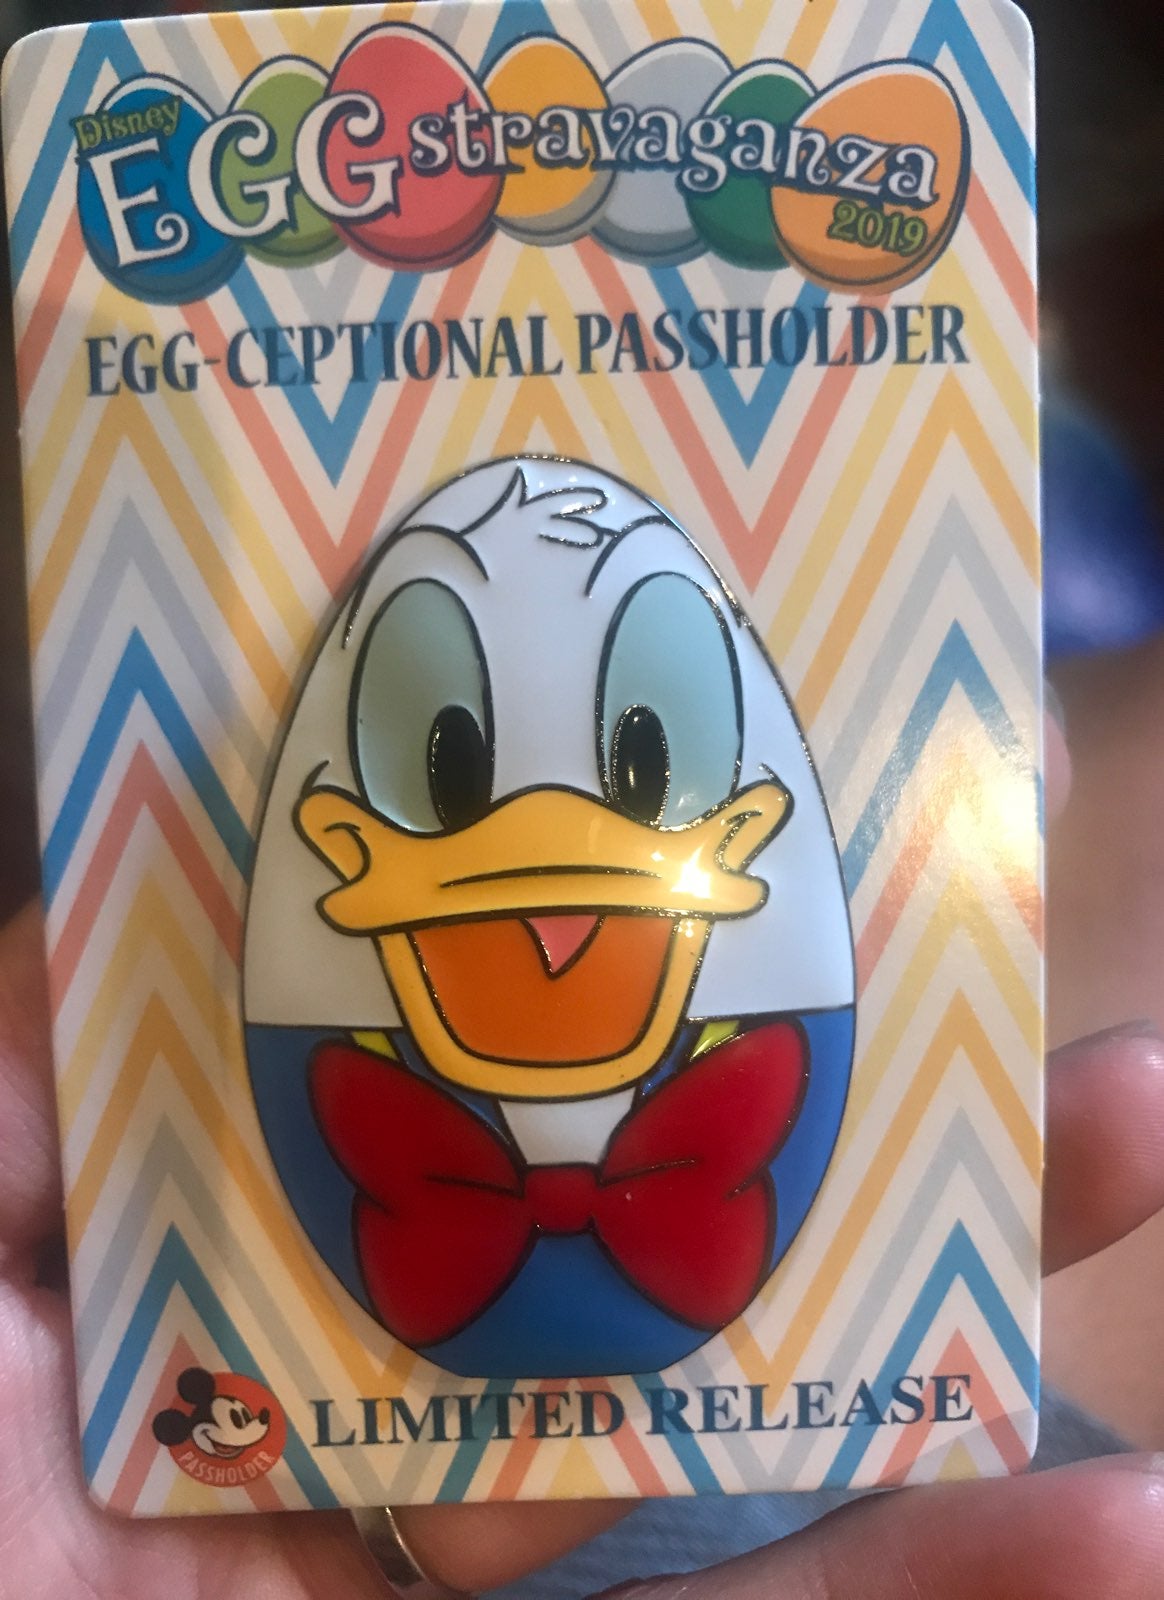 Disney
EGGstravaganza
2019
EGG-CEPTIONAL PASSHOLDER
PASSHOLDER
LIMITED RELEASE